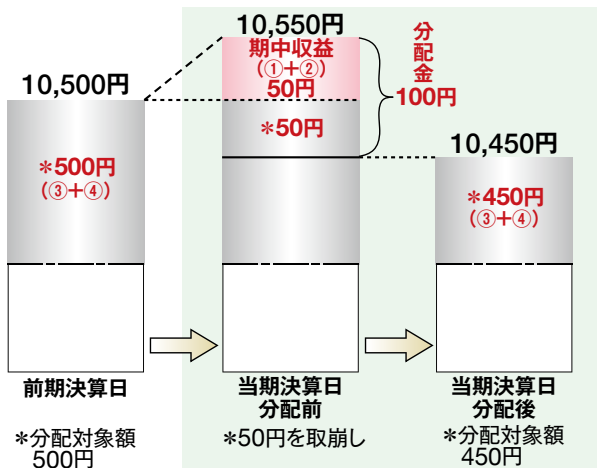 10,500円
＊500円
（③＋④）
前期決算日
＊分配対象額
500円
10,550円
期中収益
（①＋②）
50円
＊50円
分配金
100円
当期決算日
分配前
＊50円を取崩し
10,450円
＊450円
（③＋④）
当期決算日
分配後
＊分配対象額
450円